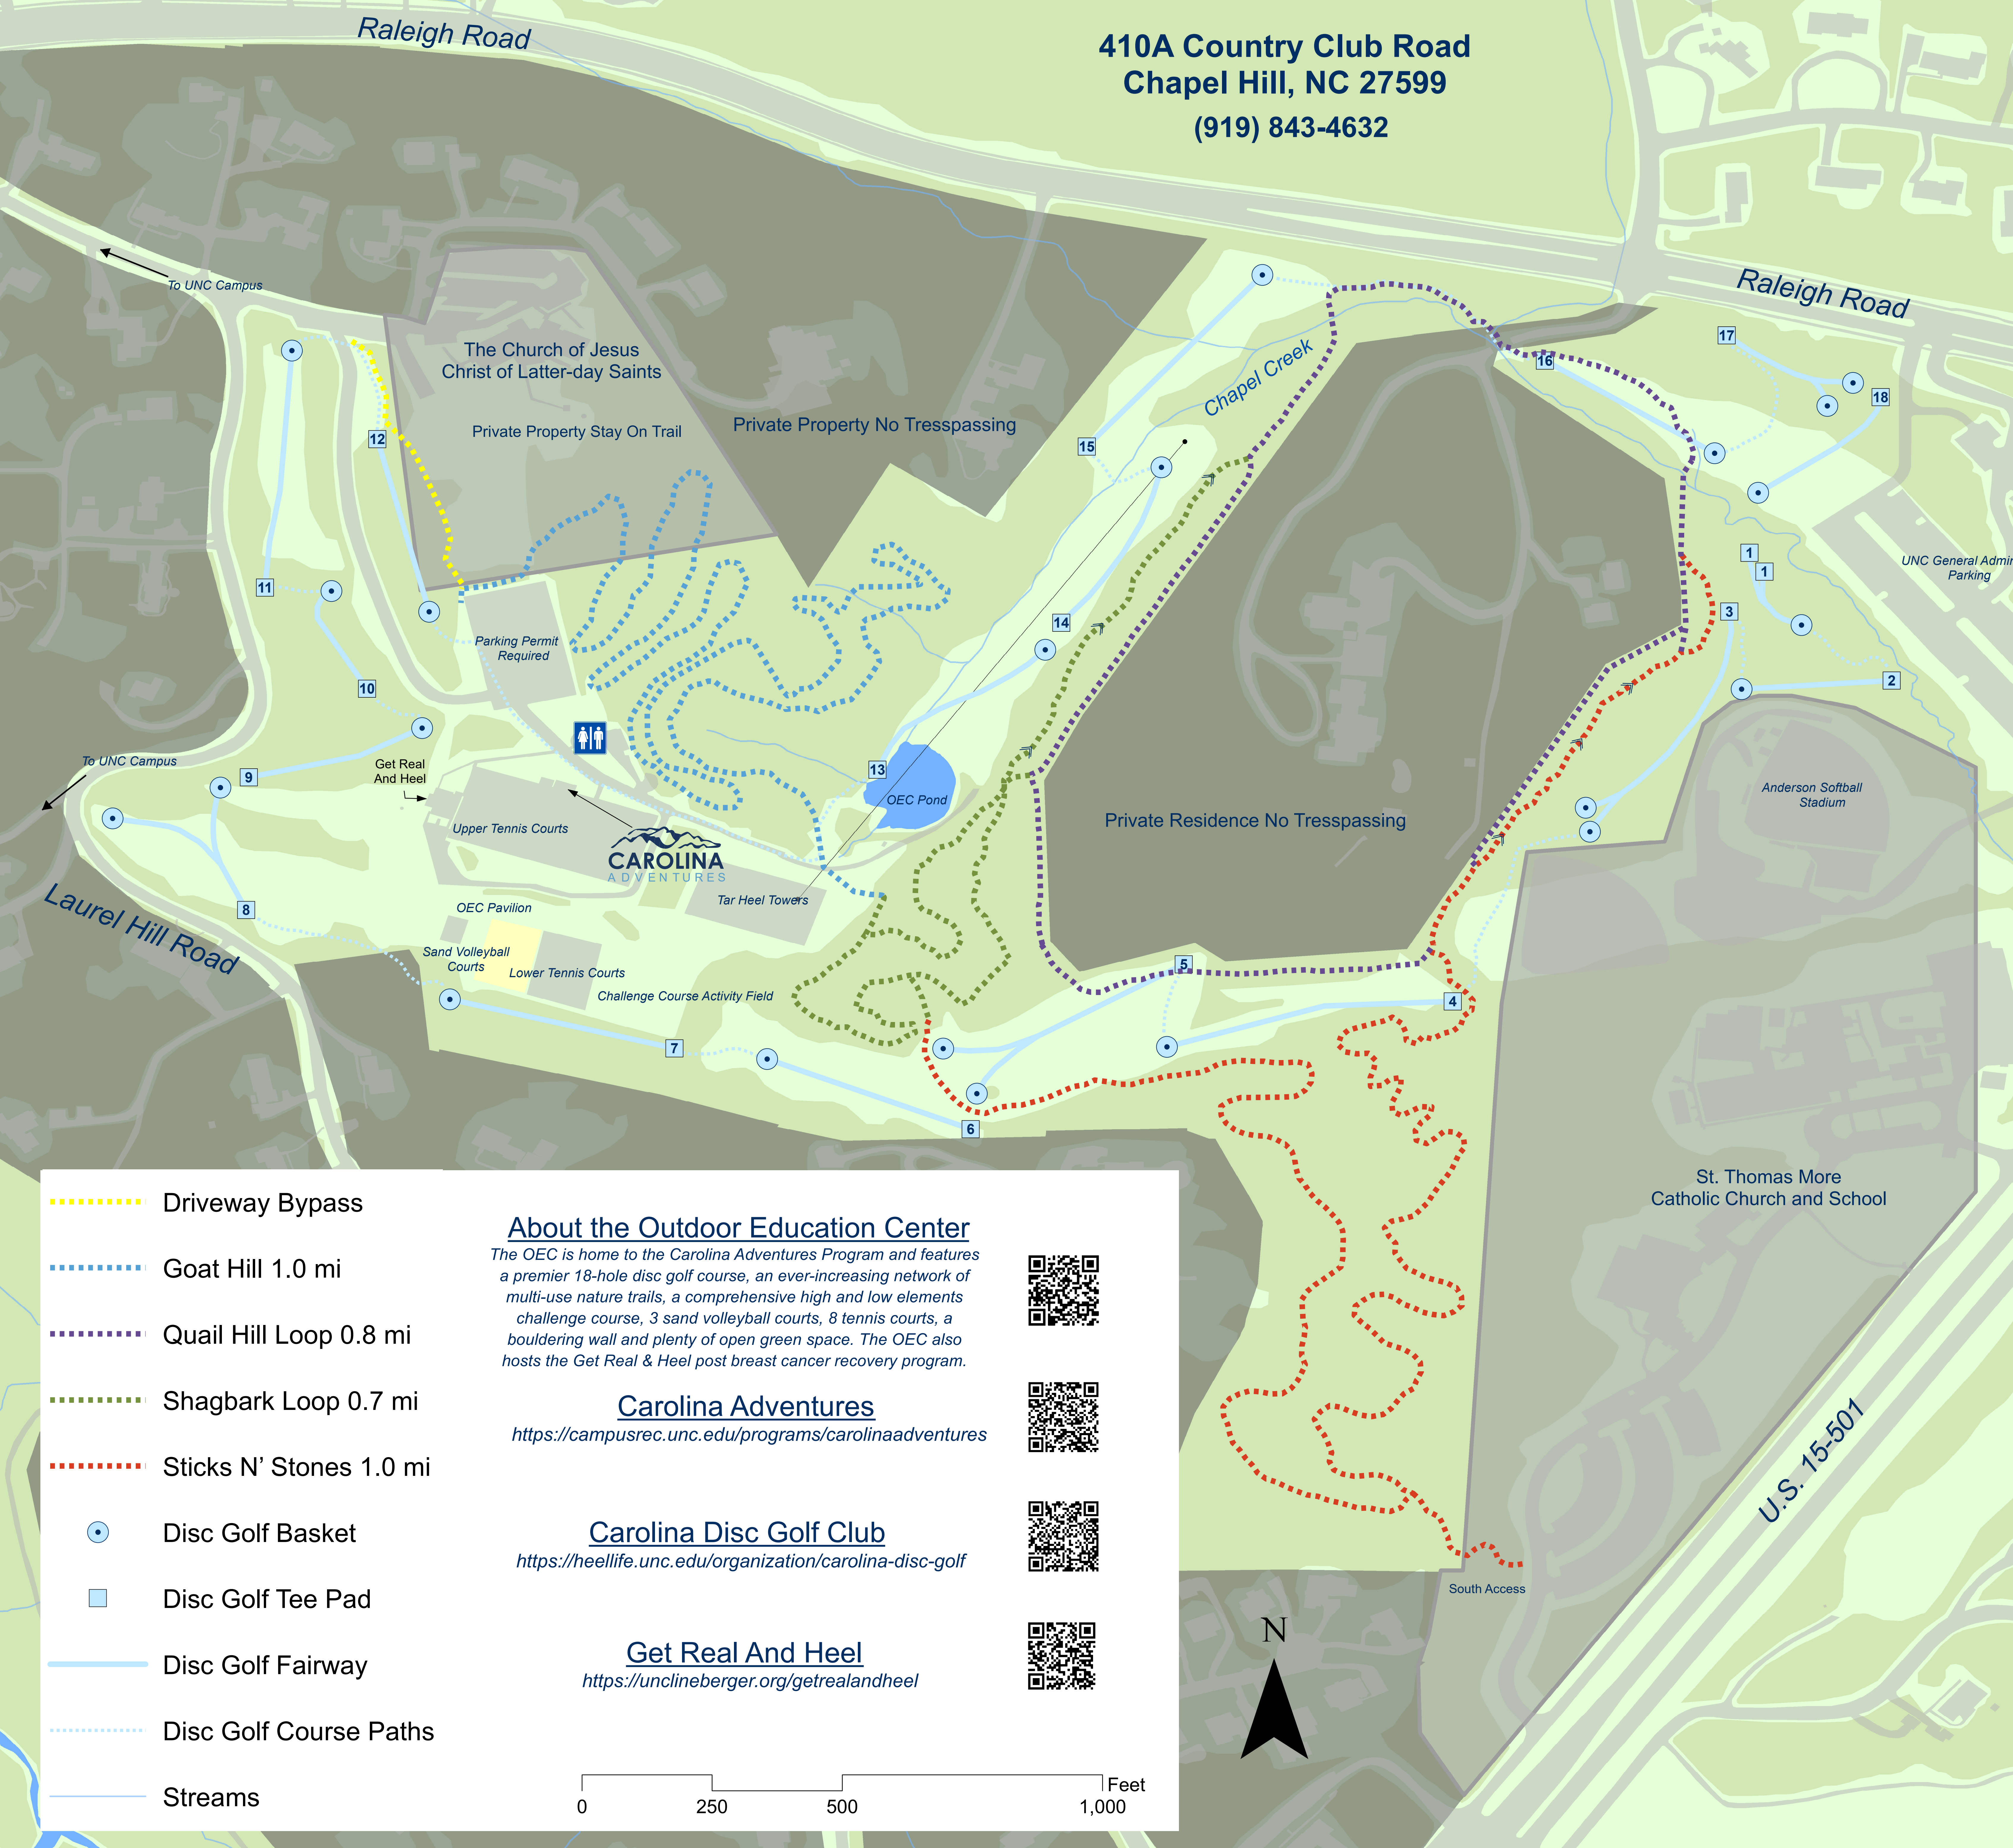 Raleigh Road
410A Country Club Road
Chapel Hill, NC 27599
(919) 843-4632
To UNC Campus
Raleigh Road
The Church of Jesus
Christ of Latter-day Saints
Private Property Stay On Trail
Private Property No Tresspassing
Chapel Creek
17
16
18
12
15
UNC General Admin
Parking
1
1
11
3
14
Parking Permit
Required
2
10
To UNC Campus
9
Get Real
And Heel
13
OEC Pond
Anderson Softball
Stadium
Private Residence No Tresspassing
Upper Tennis Courts
CAROLINA
ADVENTURES
Tar Heel Towers
Laurel Hill Road
8
OEC Pavilion
Sand Volleyball
Courts
Lower Tennis Courts
Challenge Course Activity Field
5
4
7
6
St. Thomas More
Catholic Church and School
U.S. 15-501
South Access
N
Driveway Bypass
Goat Hill 1.0 mi
Quail Hill Loop 0.8 mi
Shagbark Loop 0.7 mi
Sticks N’ Stones 1.0 mi
Disc Golf Basket
Disc Golf Tee Pad
Disc Golf Fairway
Disc Golf Course Paths
Streams
About the Outdoor Education Center
The OEC is home to the Carolina Adventures Program and features
a premier 18-hole disc golf course, an ever-increasing network of
multi-use nature trails, a comprehensive high and low elements
challenge course, 3 sand volleyball courts, 8 tennis courts, a
bouldering wall and plenty of open green space. The OEC also
hosts the Get Real & Heel post breast cancer recovery program.
Carolina Adventures
https://campusrec.unc.edu/programs/carolinaadventures
Carolina Disc Golf Club
https://heellife.unc.edu/organization/carolina-disc-golf
Get Real And Heel
https://unclineberger.org/getrealandheel
Feet
0 250 500 1,000